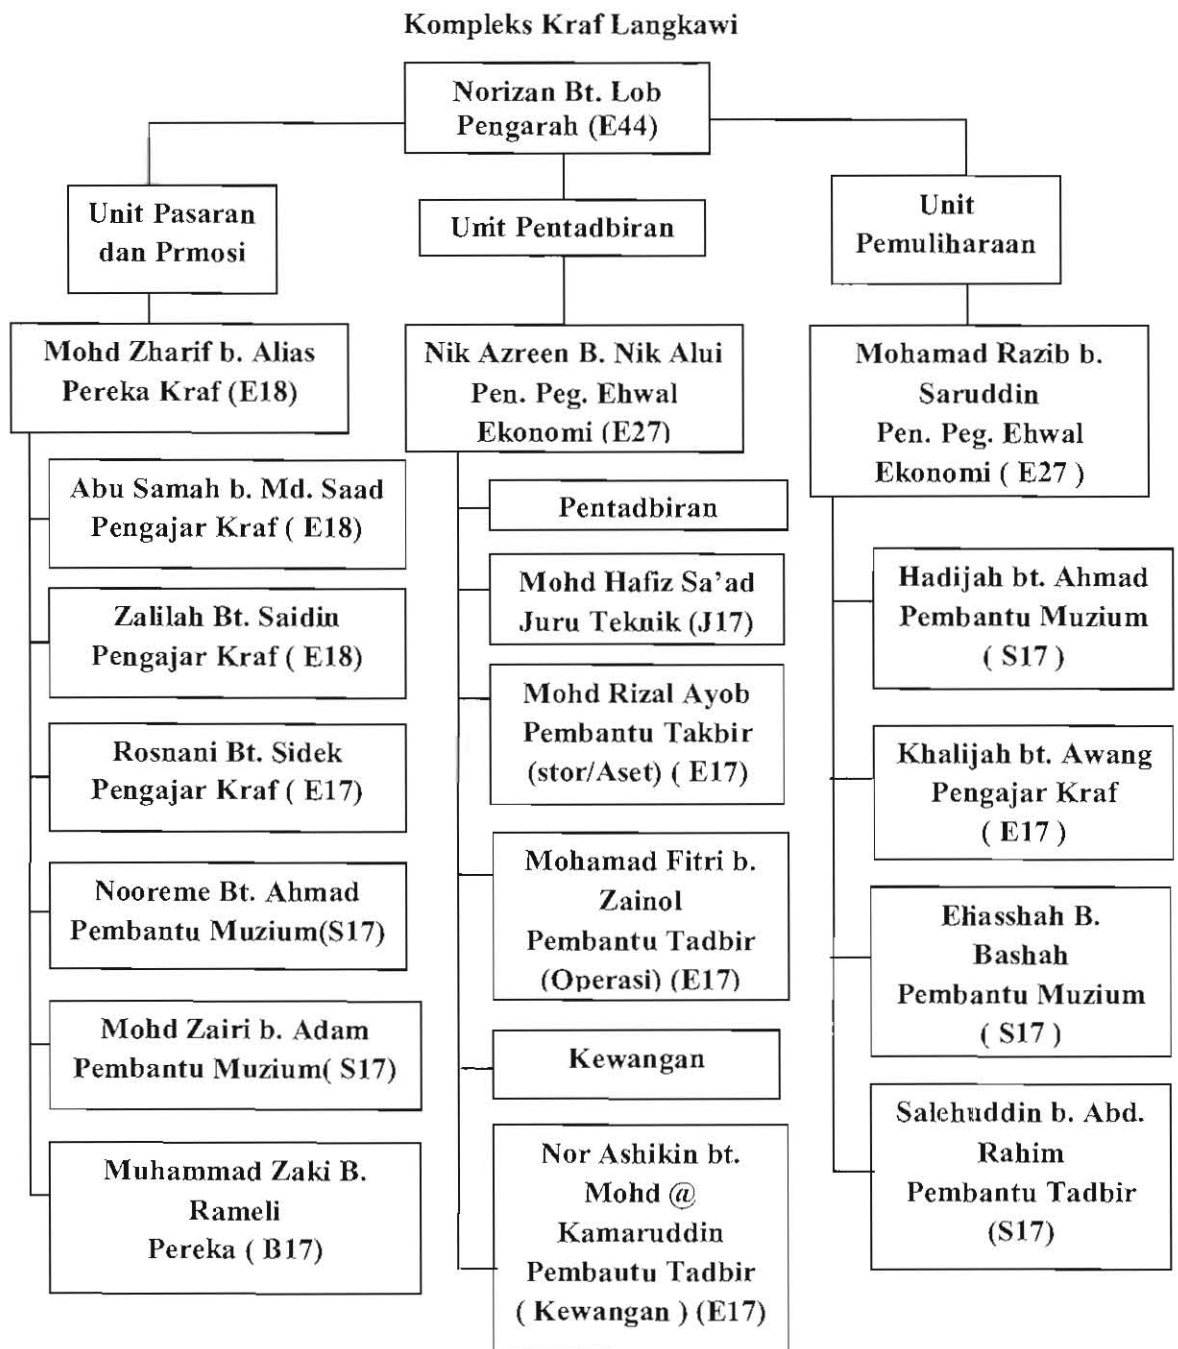 Kompleks Kraf Langkawi
Norizan Bt. Lob
Pengarah (E44)
Unit Pasaran
dan Prmosi
Mohd Zharif b. Alias
Pereka Kraf (E18)
Abu Samah b. Md. Saad
Pengajar Kraf ( E18)
Zalilah Bt. Saidin
Pengajar Kraf ( E18)
Rosnani Bt. Sidek
Pengajar Kraf ( E17)
Nooreme Bt. Ahmad
Pembantu Muzium(S17)
Mohd Zairi b. Adam
Pembantu Muzium( S17)
Muhammad Zaki B.
Rameli
Pereka ( B17)
Unit Pentadbiran
Nik Azreen B. Nik Alui
Pen. Peg. Ehwal
Ekonomi (E27)
Pentadbiran
Mohd Hafiz Sa’ad
Juru Teknik (J17)
Mohd Rizal Ayob
Pembantu Takbir
(stor/Aset) ( E17)
Mohamad Fitri b.
Zainol
Pembantu Tadbir
(Operasi) (E17)
Kewangan
Nor Ashikin bt.
Mohd @
Kamaruddin
Pembautu Tadbir
( Kewangan ) (E17)
Unit
Pemuliharaan
Mohamad Razib b.
Saruddin
Pen. Peg. Ehwal
Ekonomi ( E27 )
Hadijah bt. Ahmad
Pembantu Muzium
( S17 )
Khalijah bt. Awang
Pengajar Kraf
( E17 )
Eliasshah B.
Bashah
Pembantu Muzium
( S17 )
Salehuddin b. Abd.
Rahim
Pembantu Tadbir
(S17)